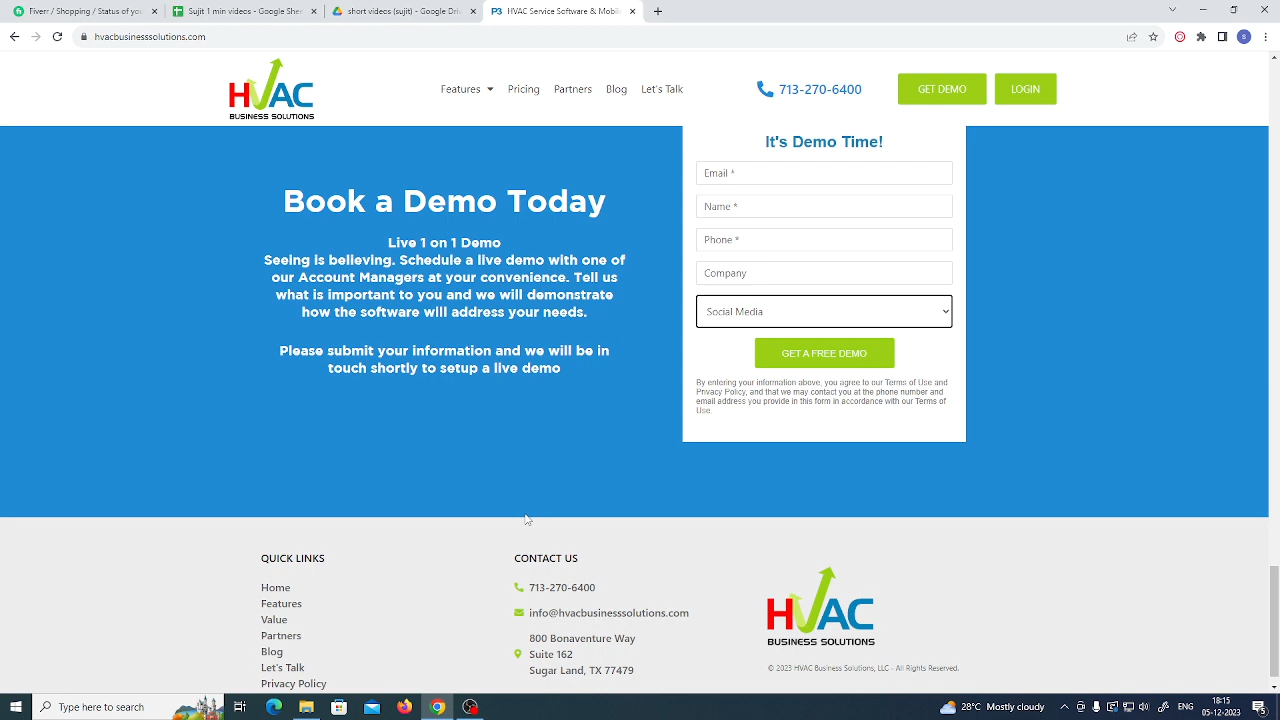 Fiverr / Shopping / Status of you
Sujit 1 min videos - Google Shee
short videos (sujit) - Google Driv
P3 HVAC Service Software & Mobile
hvacbusinesssolutions.com
S
HVAC
BUSINESS SOLUTIONS
Features
Pricing
Partners
Blog
Let's Talk
713-270-6400
GET DEMO
LOGIN
Book a Demo Today
Live 1 on 1 Demo
Seeing is believing. Schedule a live demo with one of
our Account Managers at your convenience. Tell us
what is important to you and we will demonstrate
how the software will address your needs.
Please submit your information and we will be in
touch shortly to setup a live demo
It's Demo Time!
Email *
Name *
Phone *
Company
Social Media
GET A FREE DEMO
By entering your information above, you agree to our Terms of Use and
Privacy Policy, and that we may contact you at the phone number and
email address you provide in this form in accordance with our Terms of
Use.
QUICK LINKS
Home
Features
Value
Partners
Blog
Let's Talk
Privacy Policy
CONTACT US
713-270-6400
info@hvacbusinesssolutions.com
800 Bonaventure Way
Suite 162
Sugar Land, TX 77479
HVAC
BUSINESS SOLUTIONS
© 2023 HVAC Business Solutions, LLC - All Rights Reserved.
Type here to search
28°C Mostly cloudy
18:15
05-12-2023